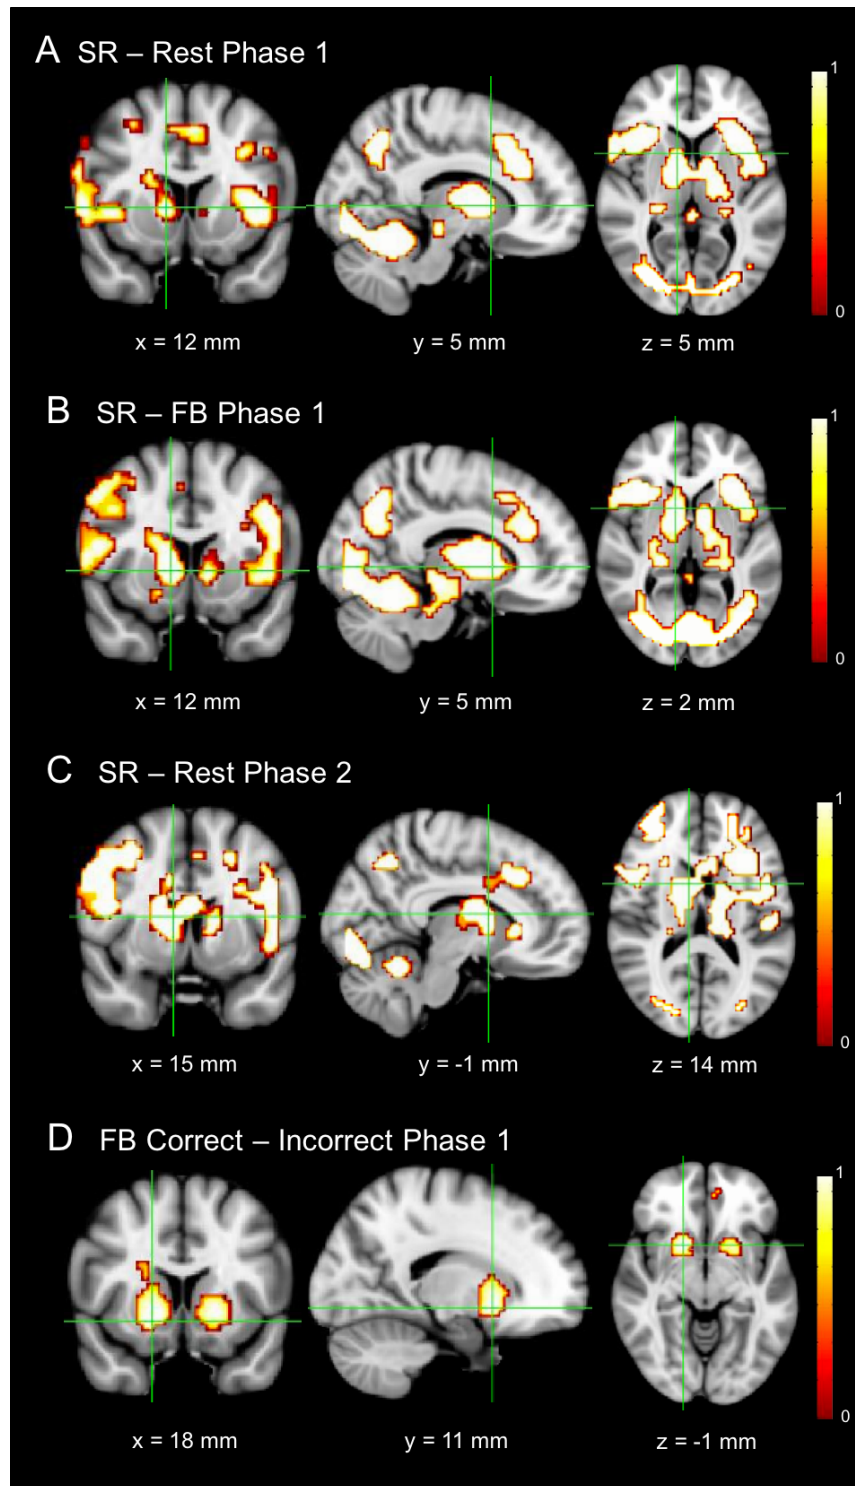 A SR – Rest Phase 1
1
0
x = 12 mm y = 5 mm z = 5 mm
B SR – FB Phase 1
1
0
x = 12 mm y = 5 mm z = 2 mm
C SR – Rest Phase 2
1
0
x = 15 mm y = -1 mm z = 14 mm
D FB Correct – Incorrect Phase 1
1
0
x = 18 mm y = 11 mm z = -1 mm